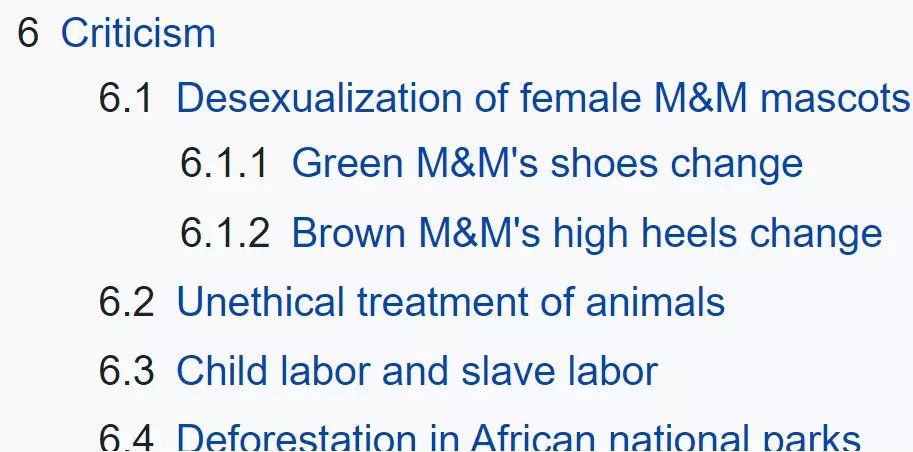 6 Criticism
6.1 Desexualization of female M&M mascots
6.1.1 Green M&M's shoes change
6.1.2 Brown M&M's high heels change
6.2 Unethical treatment of animals
6.3 Child labor and slave labor
6.4 Deforestation in African national parks